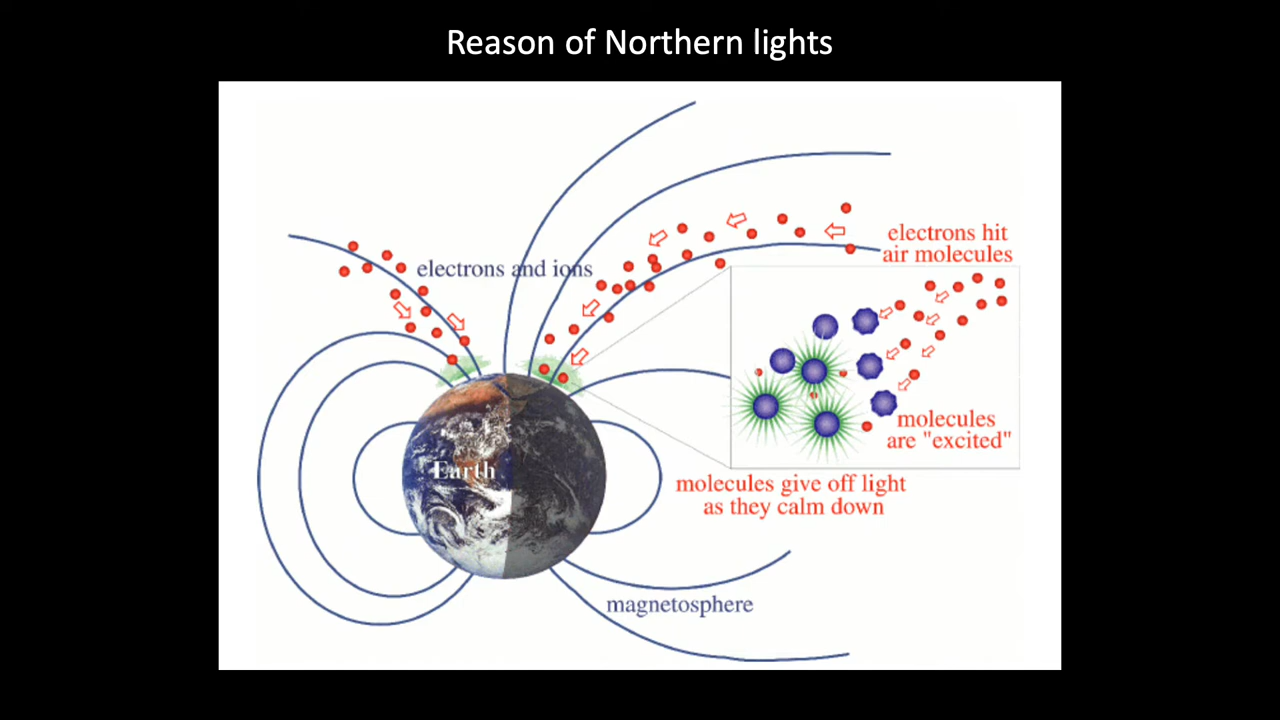 Reason of Northern lights
electrons hit
air molecules
electrons and ions
molecules
are "excited"
Earth
molecules give off light
as they calm down
magnetosphere